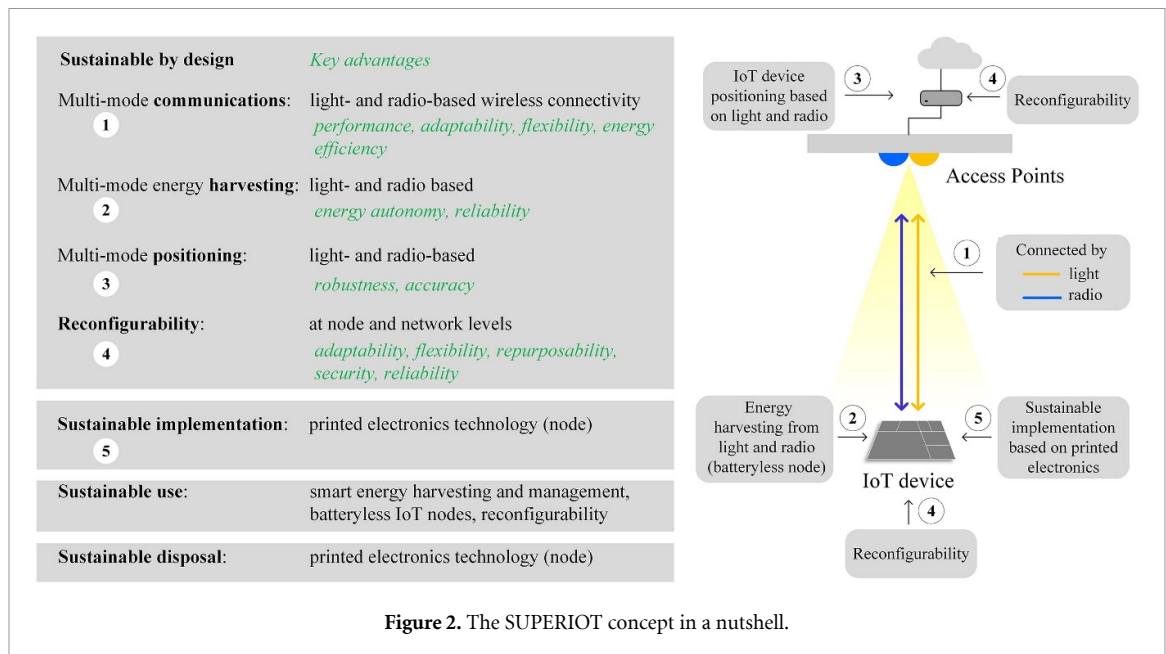 Sustainable by design Key advantages
Multi-mode communications: light- and radio-based wireless connectivity
1 performance, adaptability, flexibility, energy
efficiency
Multi-mode energy harvesting: light- and radio based
2 energy autonomy, reliability
Multi-mode positioning: light- and radio-based
3 robustness, accuracy
Reconfigurability: at node and network levels
4 adaptability, flexibility, repurposability,
security, reliability
Sustainable implementation: printed electronics technology (node)
5
Sustainable use: smart energy harvesting and management,
batteryless IoT nodes, reconfigurability
Sustainable disposal: printed electronics technology (node)
IoT device
positioning based
on light and radio
3
4
Reconfigurability
Access Points
1
Connected by
light
radio
Energy
harvesting from
light and radio
(batteryless node)
2
5
Sustainable
implementation
based on printed
electronics
IoT device
4
Reconfigurability
Figure 2. The SUPERIOT concept in a nutshell.